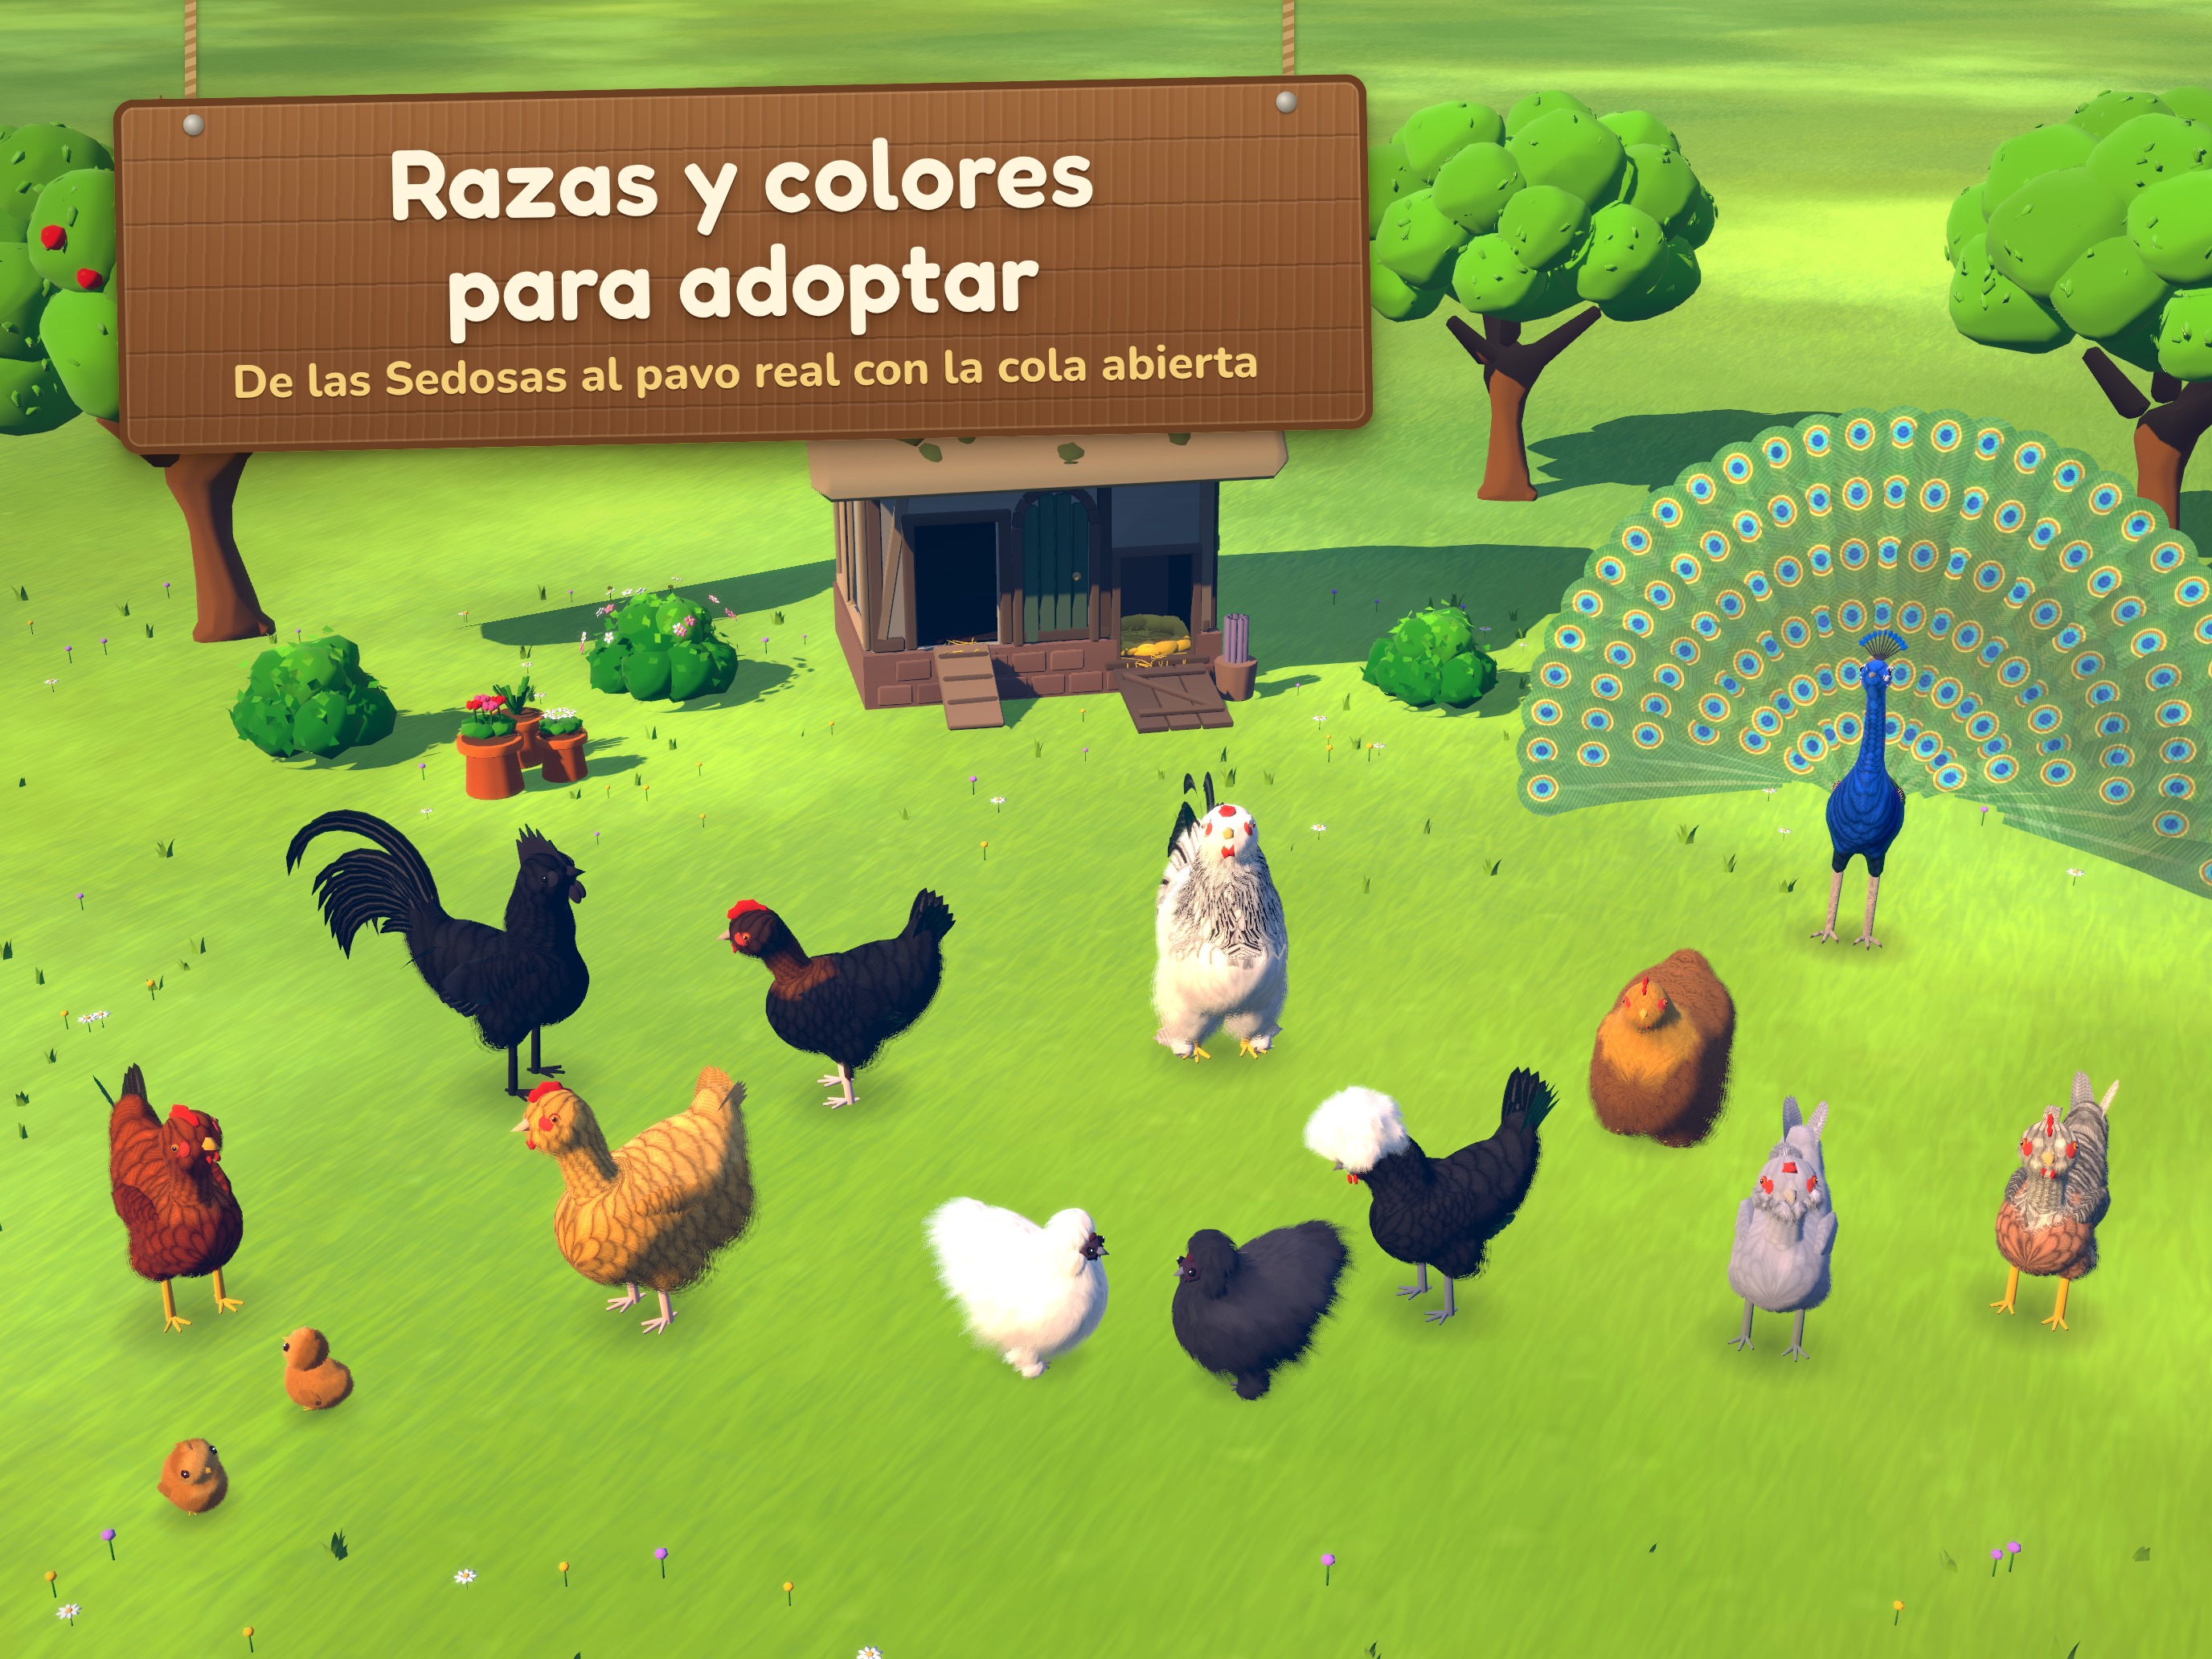 Razas y colores
para adoptar
De las Sedosas al pavo real con la cola abierta